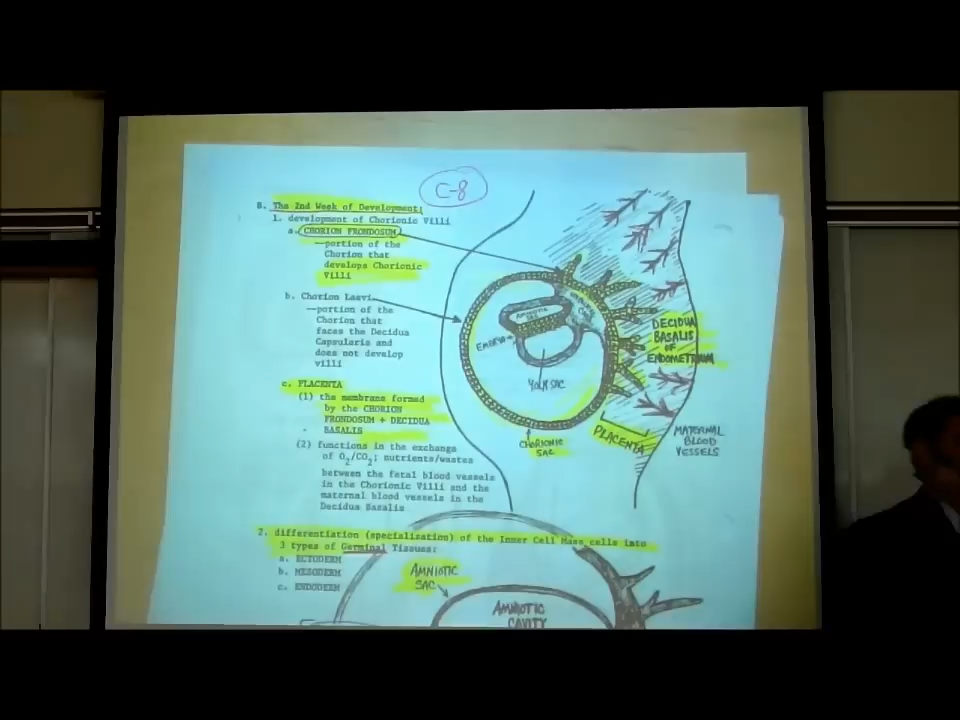 C-8
B. The 2nd Week of Development:
1. development of Chorionic Villi
a. CHORION FRONDOSUM
—portion of the
Chorion that
develops Chorionic
Villi
b. Chorion Laevi
—portion of the
Chorion that
faces the Decidua
Capsularis and
does not develop
villi
c. PLACENTA
(1) the membrane formed
by the CHORION
FRONDOSUM + DECIDUA
BASALIS
(2) functions in the exchange
of O2/CO2; nutrients/wastes
between the fetal blood vessels
in the Chorionic Villi and the
maternal blood vessels in the
Decidua Basalis
AMNIOTIC
SAC
EMBRYO
YOLK SAC
CHORIONIC
SAC
DECIDUA
BASALIS
OF
ENDOMETRIUM
PLACENTA
MATERNAL
BLOOD
VESSELS
2. differentiation (specialization) of the Inner Cell Mass cells into
3 types of Germinal Tissues:
a. ECTODERM
b. MESODERM
c. ENDODERM
AMNIOTIC
SAC
AMNIOTIC
CAVITY